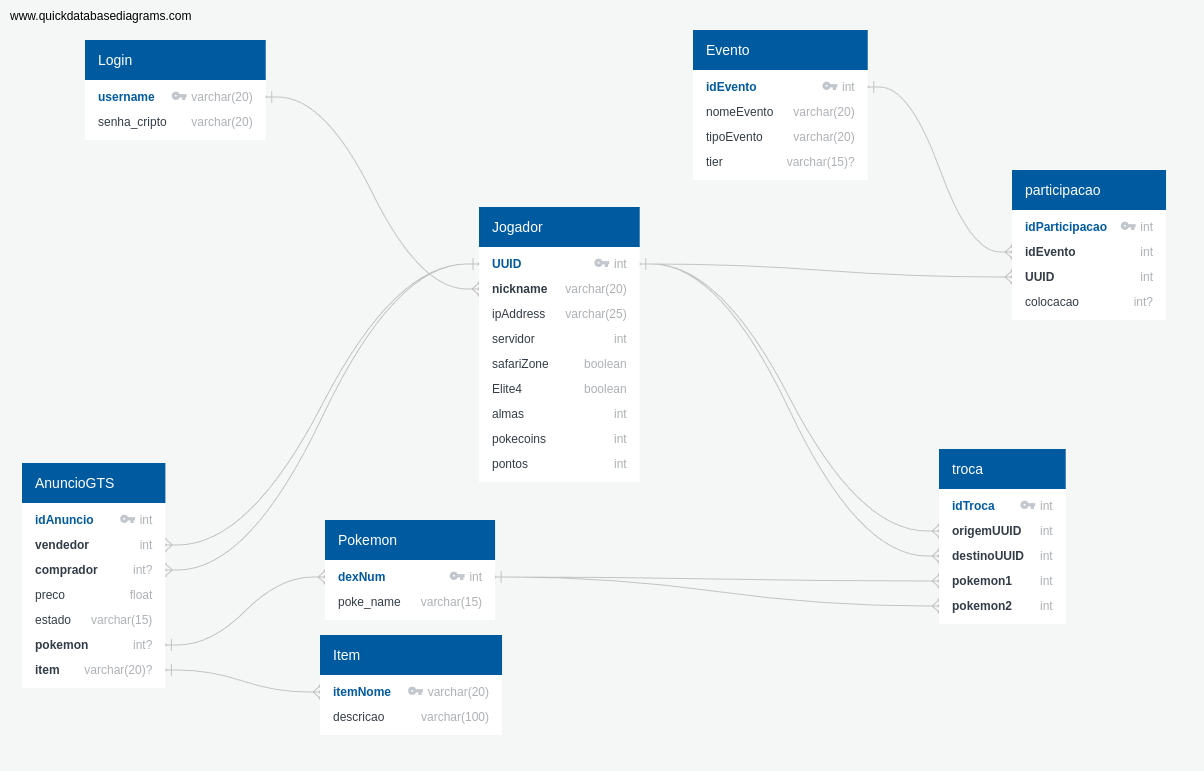 www.quickdatabasediagrams.com
Login
username varchar(20)
senha_cripto varchar(20)
Evento
idEvento int
nomeEvento varchar(20)
tipoEvento varchar(20)
tier varchar(15)?
participacao
idParticipacao int
idEvento int
UUID int
colocacao int?
Jogador
UUID int
nickname varchar(20)
ipAddress varchar(25)
servidor int
safariZone boolean
Elite4 boolean
almas int
pokecoins int
pontos int
AnuncioGTS
idAnuncio int
vendedor int
comprador int?
preco float
estado varchar(15)
pokemon int?
item varchar(20)?
Pokemon
dexNum int
poke_name varchar(15)
Item
itemNome varchar(20)
descricao varchar(100)
troca
idTroca int
origemUUID int
destinoUUID int
pokemon1 int
pokemon2 int